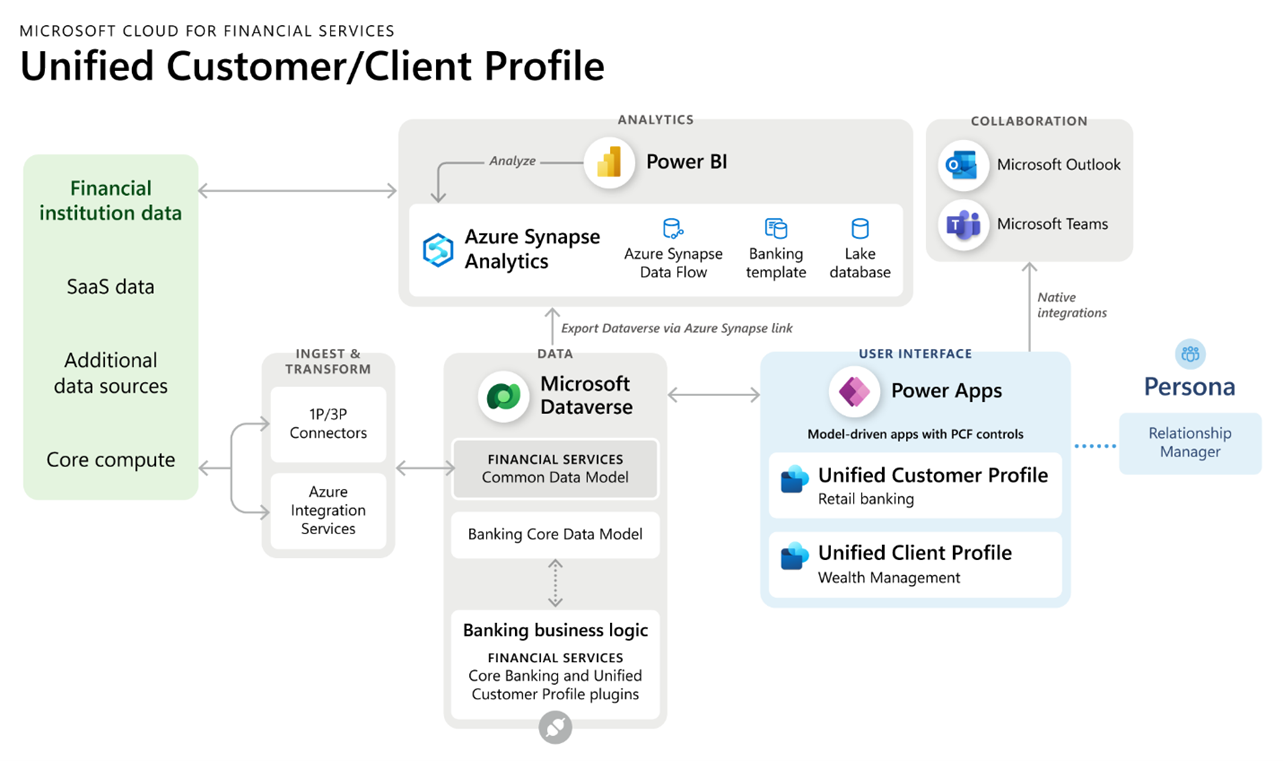 MICROSOFT CLOUD FOR FINANCIAL SERVICES
Unified Customer/Client Profile
Financial
institution data
SaaS data
Additional
data sources
Core compute
ANALYTICS
Analyze
Power BI
Azure Synapse
Analytics
Azure Synapse
Data Flow
Banking
template
Lake
database
COLLABORATION
Microsoft Outlook
Microsoft Teams
Native
integrations
Export Dataverse via Azure Synapse link
INGEST &
TRANSFORM
1P/3P
Connectors
Azure
Integration
Services
DATA
Microsoft
Dataverse
FINANCIAL SERVICES
Common Data Model
Banking Core Data Model
Banking business logic
FINANCIAL SERVICES
Core Banking and Unified
Customer Profile plugins
USER INTERFACE
Power Apps
Model-driven apps with PCF controls
Unified Customer Profile
Retail banking
Unified Client Profile
Wealth Management
Persona
Relationship
Manager